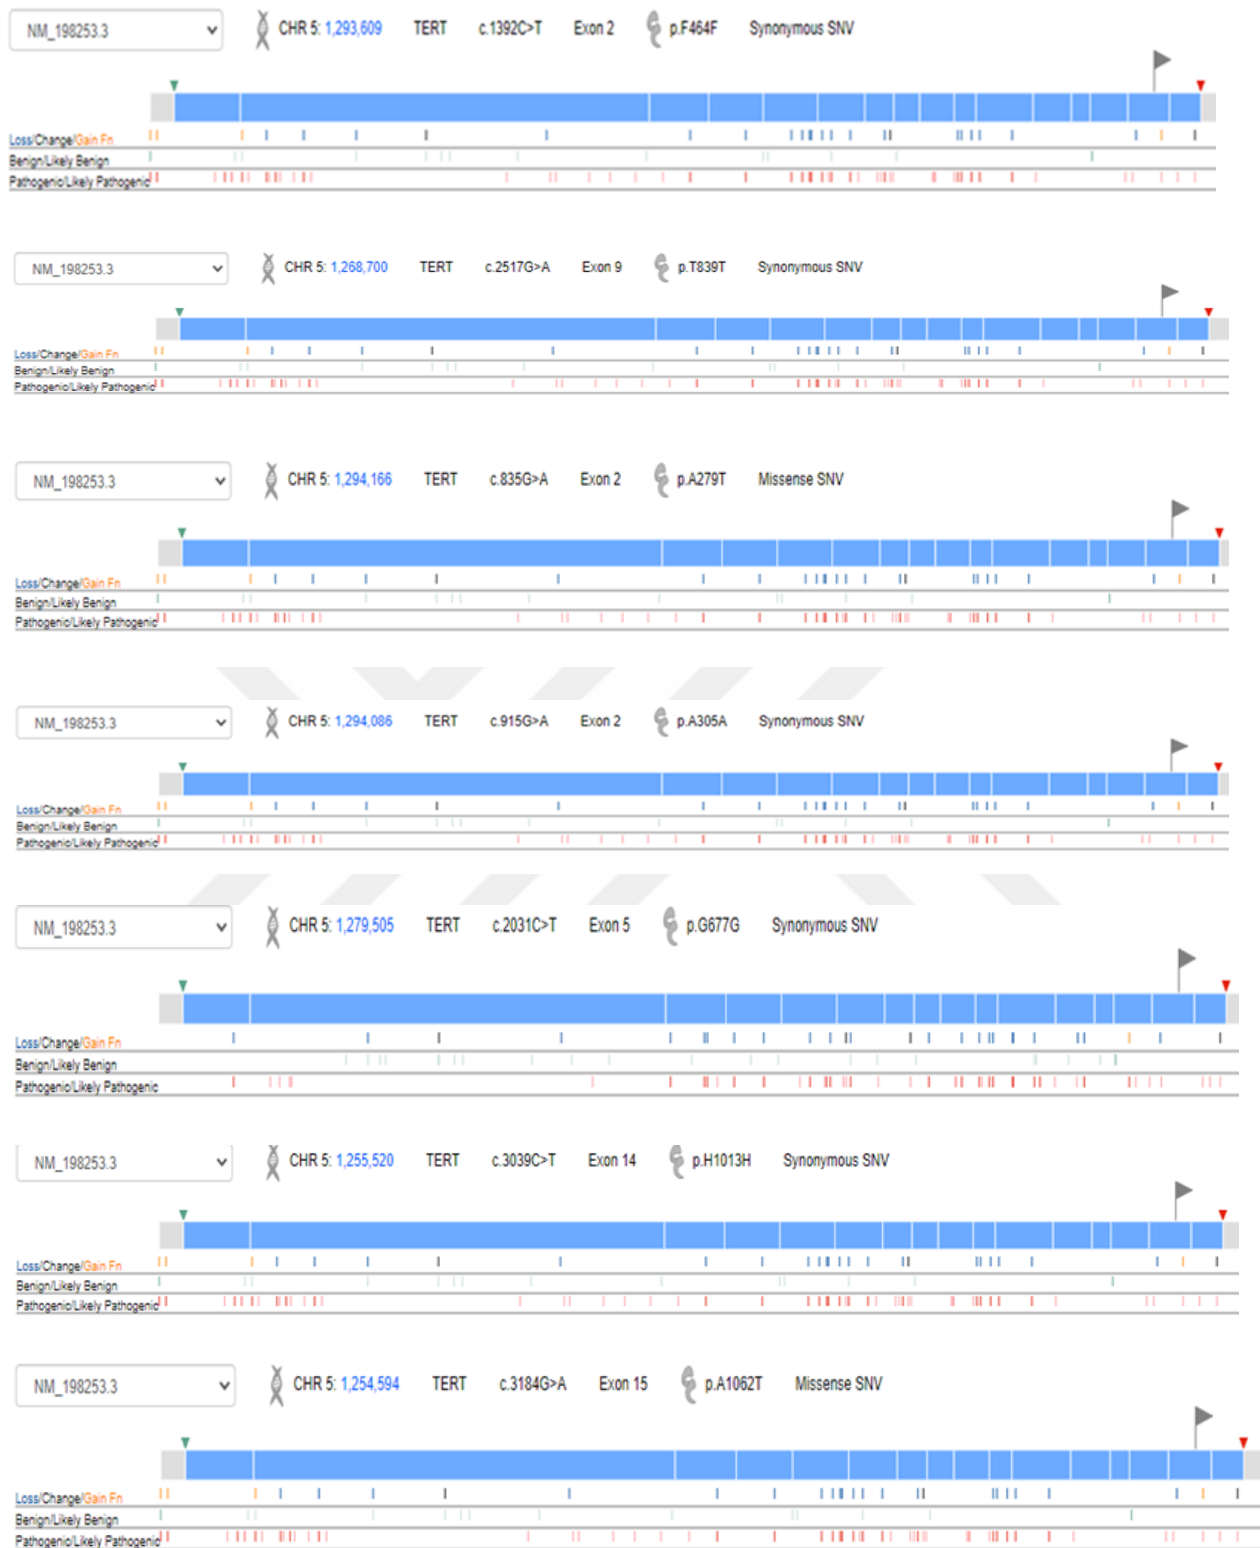 NM_198253.3 CHR 5: 1,293,609 TERT c.1392C>T Exon 2 p.F464F Synonymous SNV
Loss/Change/Gain Fn
Benign/Likely Benign
Pathogenic/Likely Pathogenic
NM_198253.3 CHR 5: 1,268,700 TERT c.2517G>A Exon 9 p.T839T Synonymous SNV
Loss/Change/Gain Fn
Benign/Likely Benign
Pathogenic/Likely Pathogenic
NM_198253.3 CHR 5: 1,294,166 TERT c.835G>A Exon 2 p.A279T Missense SNV
Loss/Change/Gain Fn
Benign/Likely Benign
Pathogenic/Likely Pathogenic
NM_198253.3 CHR 5: 1,294,086 TERT c.915G>A Exon 2 p.A305A Synonymous SNV
Loss/Change/Gain Fn
Benign/Likely Benign
Pathogenic/Likely Pathogenic
NM_198253.3 CHR 5: 1,279,505 TERT c.2031C>T Exon 5 p.G677G Synonymous SNV
Loss/Change/Gain Fn
Benign/Likely Benign
Pathogenic/Likely Pathogenic
NM_198253.3 CHR 5: 1,255,520 TERT c.3039C>T Exon 14 p.H1013H Synonymous SNV
Loss/Change/Gain Fn
Benign/Likely Benign
Pathogenic/Likely Pathogenic
NM_198253.3 CHR 5: 1,254,594 TERT c.3184G>A Exon 15 p.A1062T Missense SNV
Loss/Change/Gain Fn
Benign/Likely Benign
Pathogenic/Likely Pathogenic